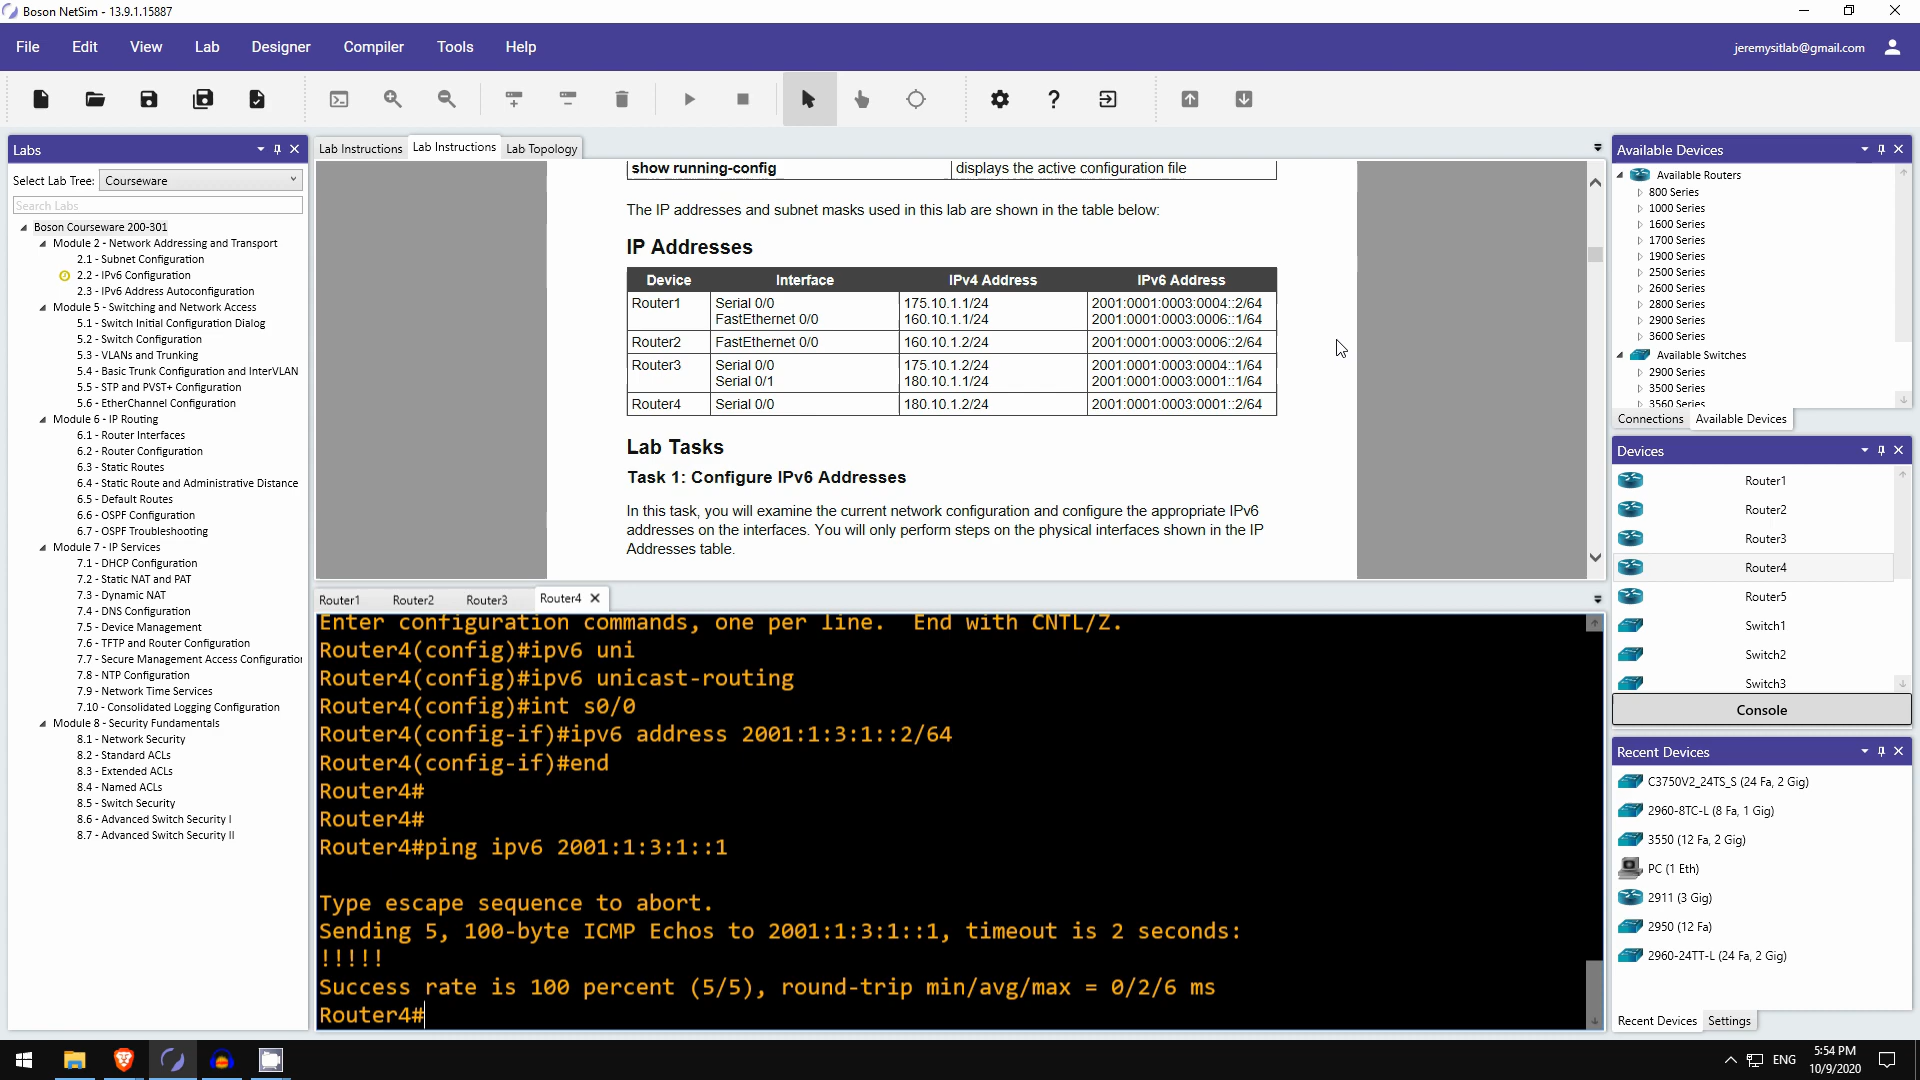 Boson NetSim - 13.9.1.15887
File Edit View Lab Designer Compiler Tools Help
jeremysitlab@gmail.com
Labs
Select Lab Tree: Courseware
Search Labs
Boson Courseware 200-301
Module 2 - Network Addressing and Transport
2.1 - Subnet Configuration
2.2 - IPv6 Configuration
2.3 - IPv6 Address Autoconfiguration
Module 5 - Switching and Network Access
5.1 - Switch Initial Configuration Dialog
5.2 - Switch Configuration
5.3 - VLANs and Trunking
5.4 - Basic Trunk Configuration and InterVLAN
5.5 - STP and PVST+ Configuration
5.6 - EtherChannel Configuration
Module 6 - IP Routing
6.1 - Router Interfaces
6.2 - Router Configuration
6.3 - Static Routes
6.4 - Static Route and Administrative Distance
6.5 - Default Routes
6.6 - OSPF Configuration
6.7 - OSPF Troubleshooting
Module 7 - IP Services
7.1 - DHCP Configuration
7.2 - Static NAT and PAT
7.3 - Dynamic NAT
7.4 - DNS Configuration
7.5 - Device Management
7.6 - TFTP and Router Configuration
7.7 - Secure Management Access Configuration
7.8 - NTP Configuration
7.9 - Network Time Services
7.10 - Consolidated Logging Configuration
Module 8 - Security Fundamentals
8.1 - Network Security
8.2 - Standard ACLs
8.3 - Extended ACLs
8.4 - Named ACLs
8.5 - Switch Security
8.6 - Advanced Switch Security I
8.7 - Advanced Switch Security II
Lab Instructions Lab Instructions Lab Topology
show running-config displays the active configuration file
The IP addresses and subnet masks used in this lab are shown in the table below:
IP Addresses
Device Interface IPv4 Address IPv6 Address
Router1 Serial 0/0 175.10.1.1/24 2001:0001:0003:0004::2/64
FastEthernet 0/0 160.10.1.1/24 2001:0001:0003:0006::1/64
Router2 FastEthernet 0/0 160.10.1.2/24 2001:0001:0003:0006::2/64
Router3 Serial 0/0 175.10.1.2/24 2001:0001:0003:0004::1/64
Serial 0/1 180.10.1.1/24 2001:0001:0003:0001::1/64
Router4 Serial 0/0 180.10.1.2/24 2001:0001:0003:0001::2/64
Lab Tasks
Task 1: Configure IPv6 Addresses
In this task, you will examine the current network configuration and configure the appropriate IPv6
addresses on the interfaces. You will only perform steps on the physical interfaces shown in the IP
Addresses table.
Router1 Router2 Router3 Router4
Enter configuration commands, one per line. End with CNTL/Z.
Router4(config)#ipv6 uni
Router4(config)#ipv6 unicast-routing
Router4(config)#int s0/0
Router4(config-if)#ipv6 address 2001:1:3:1::2/64
Router4(config-if)#end
Router4#
Router4#
Router4#ping ipv6 2001:1:3:1::1
Type escape sequence to abort.
Sending 5, 100-byte ICMP Echos to 2001:1:3:1::1, timeout is 2 seconds:
!!!!!
Success rate is 100 percent (5/5), round-trip min/avg/max = 0/2/6 ms
Router4#
Available Devices
Available Routers
800 Series
1000 Series
1600 Series
1700 Series
1900 Series
2500 Series
2600 Series
2800 Series
2900 Series
3600 Series
Available Switches
2900 Series
3500 Series
3560 Series
Connections Available Devices
Devices
Router1
Router2
Router3
Router4
Router5
Switch1
Switch2
Switch3
Console
Recent Devices
C3750V2_24TS_S (24 Fa, 2 Gig)
2960-8TC-L (8 Fa, 1 Gig)
3550 (12 Fa, 2 Gig)
PC (1 Eth)
2911 (3 Gig)
2950 (12 Fa)
2960-24TT-L (24 Fa, 2 Gig)
Recent Devices Settings
ENG
5:54 PM
10/9/2020